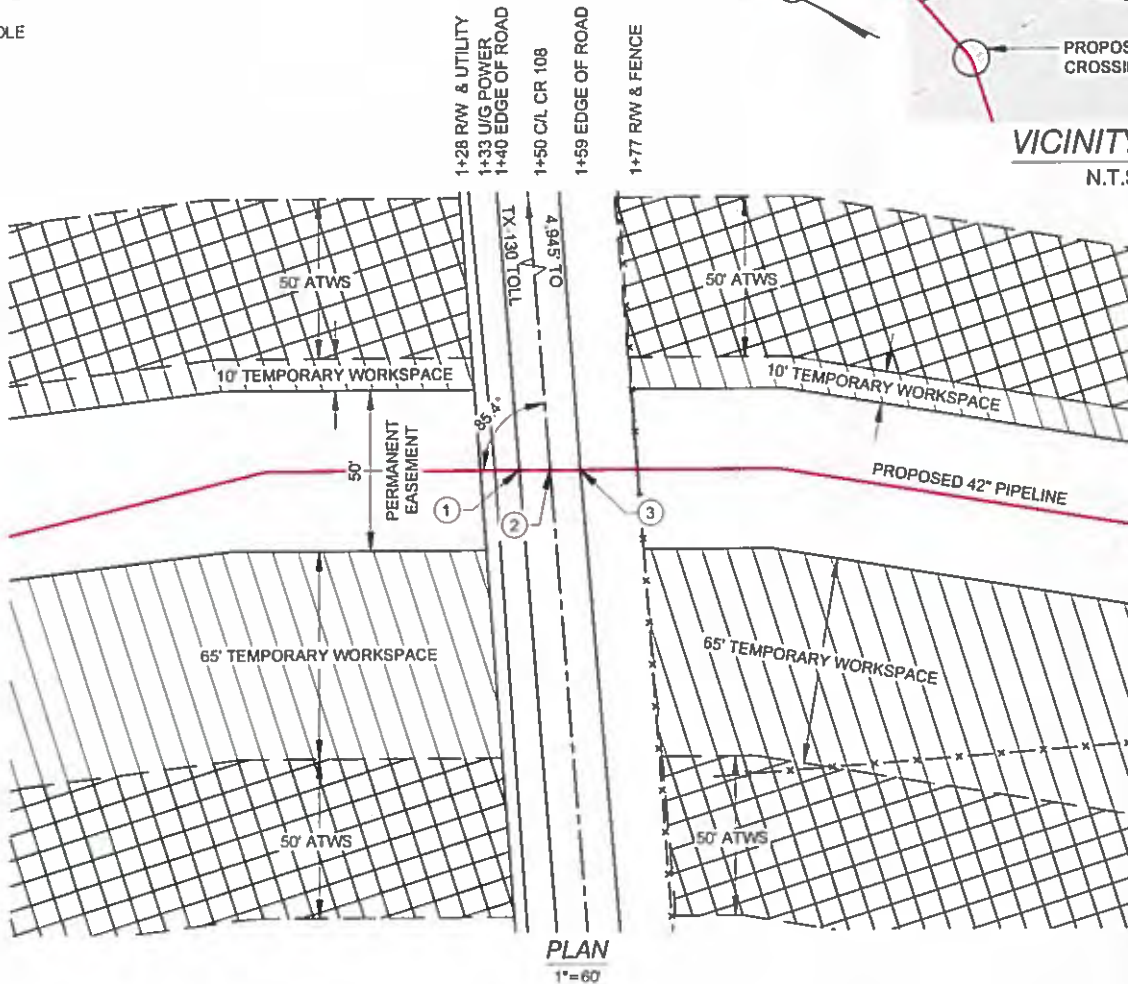 1+28 R/W & UTILITY
1+33 U/G POWER
1+40 EDGE OF ROAD
1+50 C/L CR 108
1+59 EDGE OF ROAD
1+77 R/W & FENCE
VICINITY
N.T.S
TX-130 TOLL
4,945' TO
50' ATWS
50' ATWS
10' TEMPORARY WORKSPACE
10' TEMPORARY WORKSPACE
85.4°
50'
PERMANENT
EASEMENT
PROPOSED 42" PIPELINE
1
2
3
65' TEMPORARY WORKSPACE
65' TEMPORARY WORKSPACE
50' ATWS
50' ATWS
PLAN
1"=60'